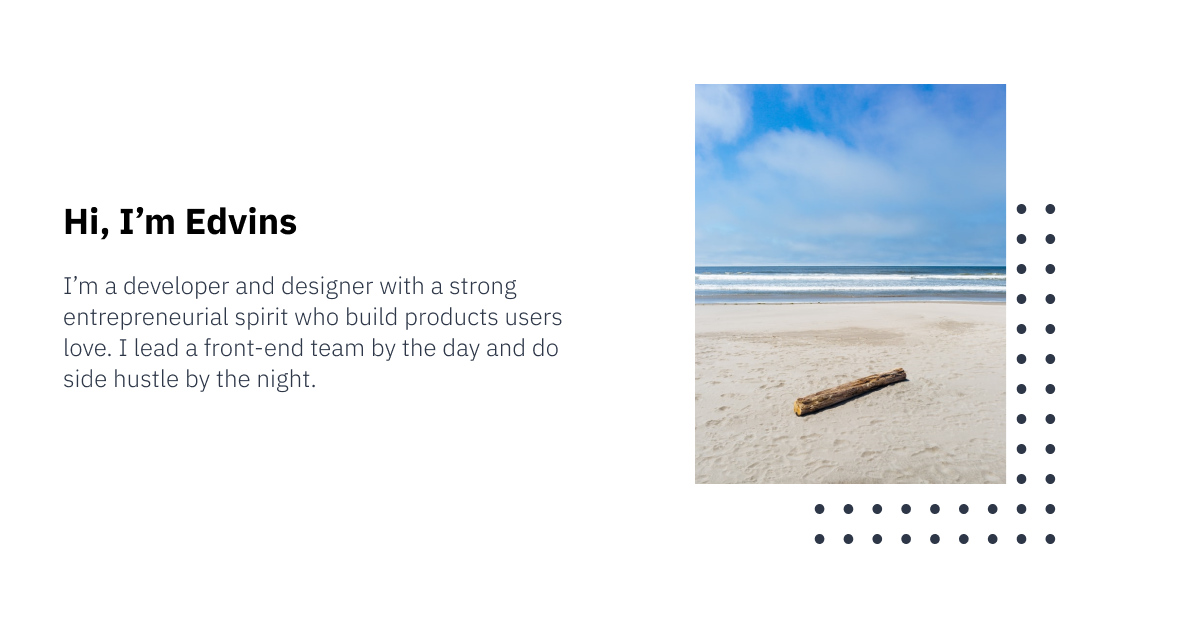 Hi, I’m Edvins
I’m a developer and designer with a strong
entrepreneurial spirit who build products users
love. I lead a front-end team by the day and do
side hustle by the night.